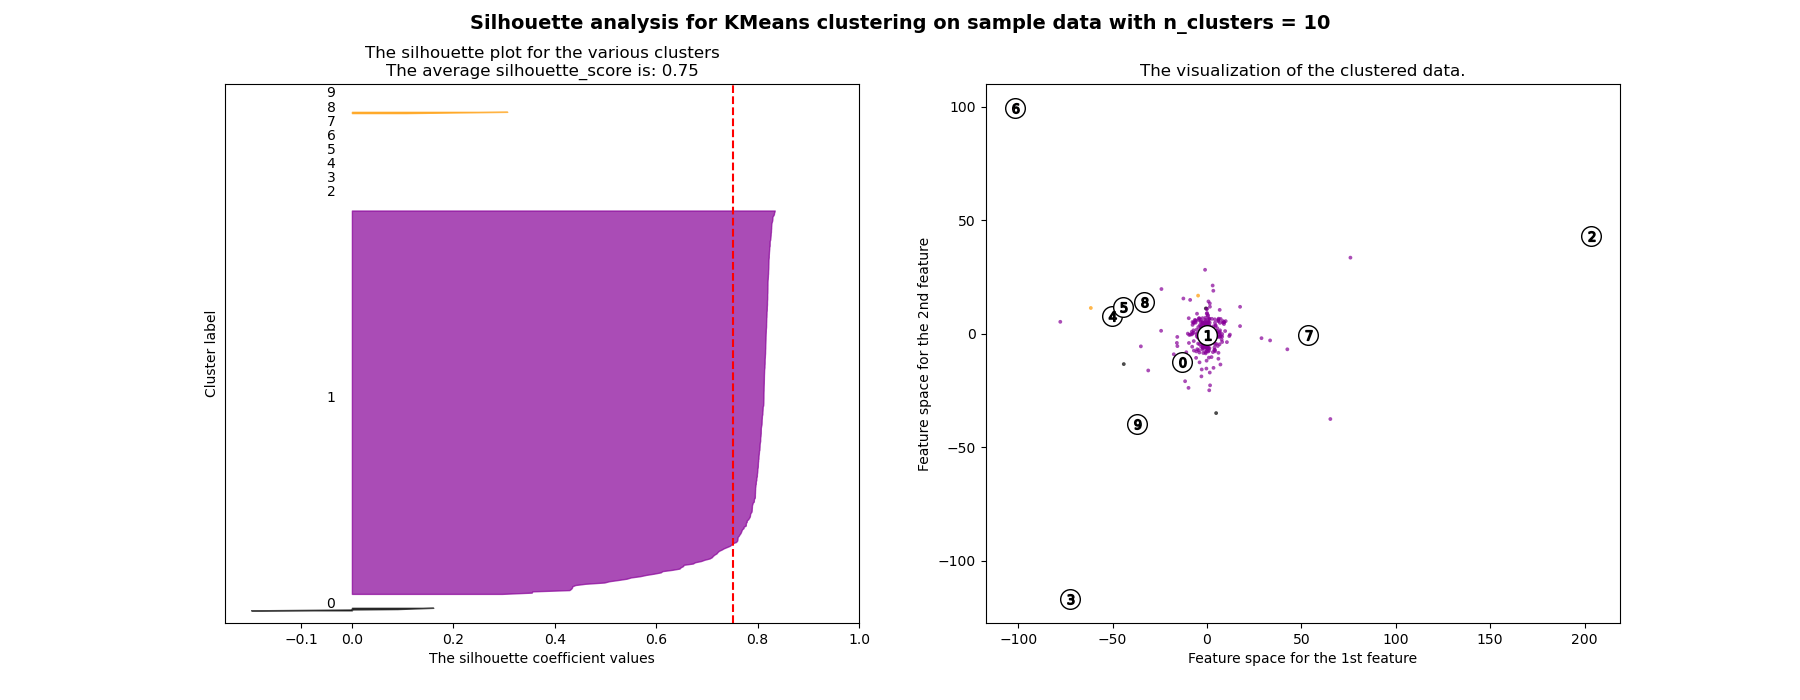 Silhouette analysis for KMeans clustering on sample data with n_clusters = 10
The silhouette plot for the various clusters
The average silhouette_score is: 0.75
9
8
7
6
5
4
3
2
1
0
Cluster label
−0.1 0.0 0.2 0.4 0.6 0.8 1.0
The silhouette coefficient values
The visualization of the clustered data.
100
50
0
−50
−100
Feature space for the 2nd feature
6
2
8
5
4
1
7
0
9
3
−100 −50 0 50 100 150 200
Feature space for the 1st feature